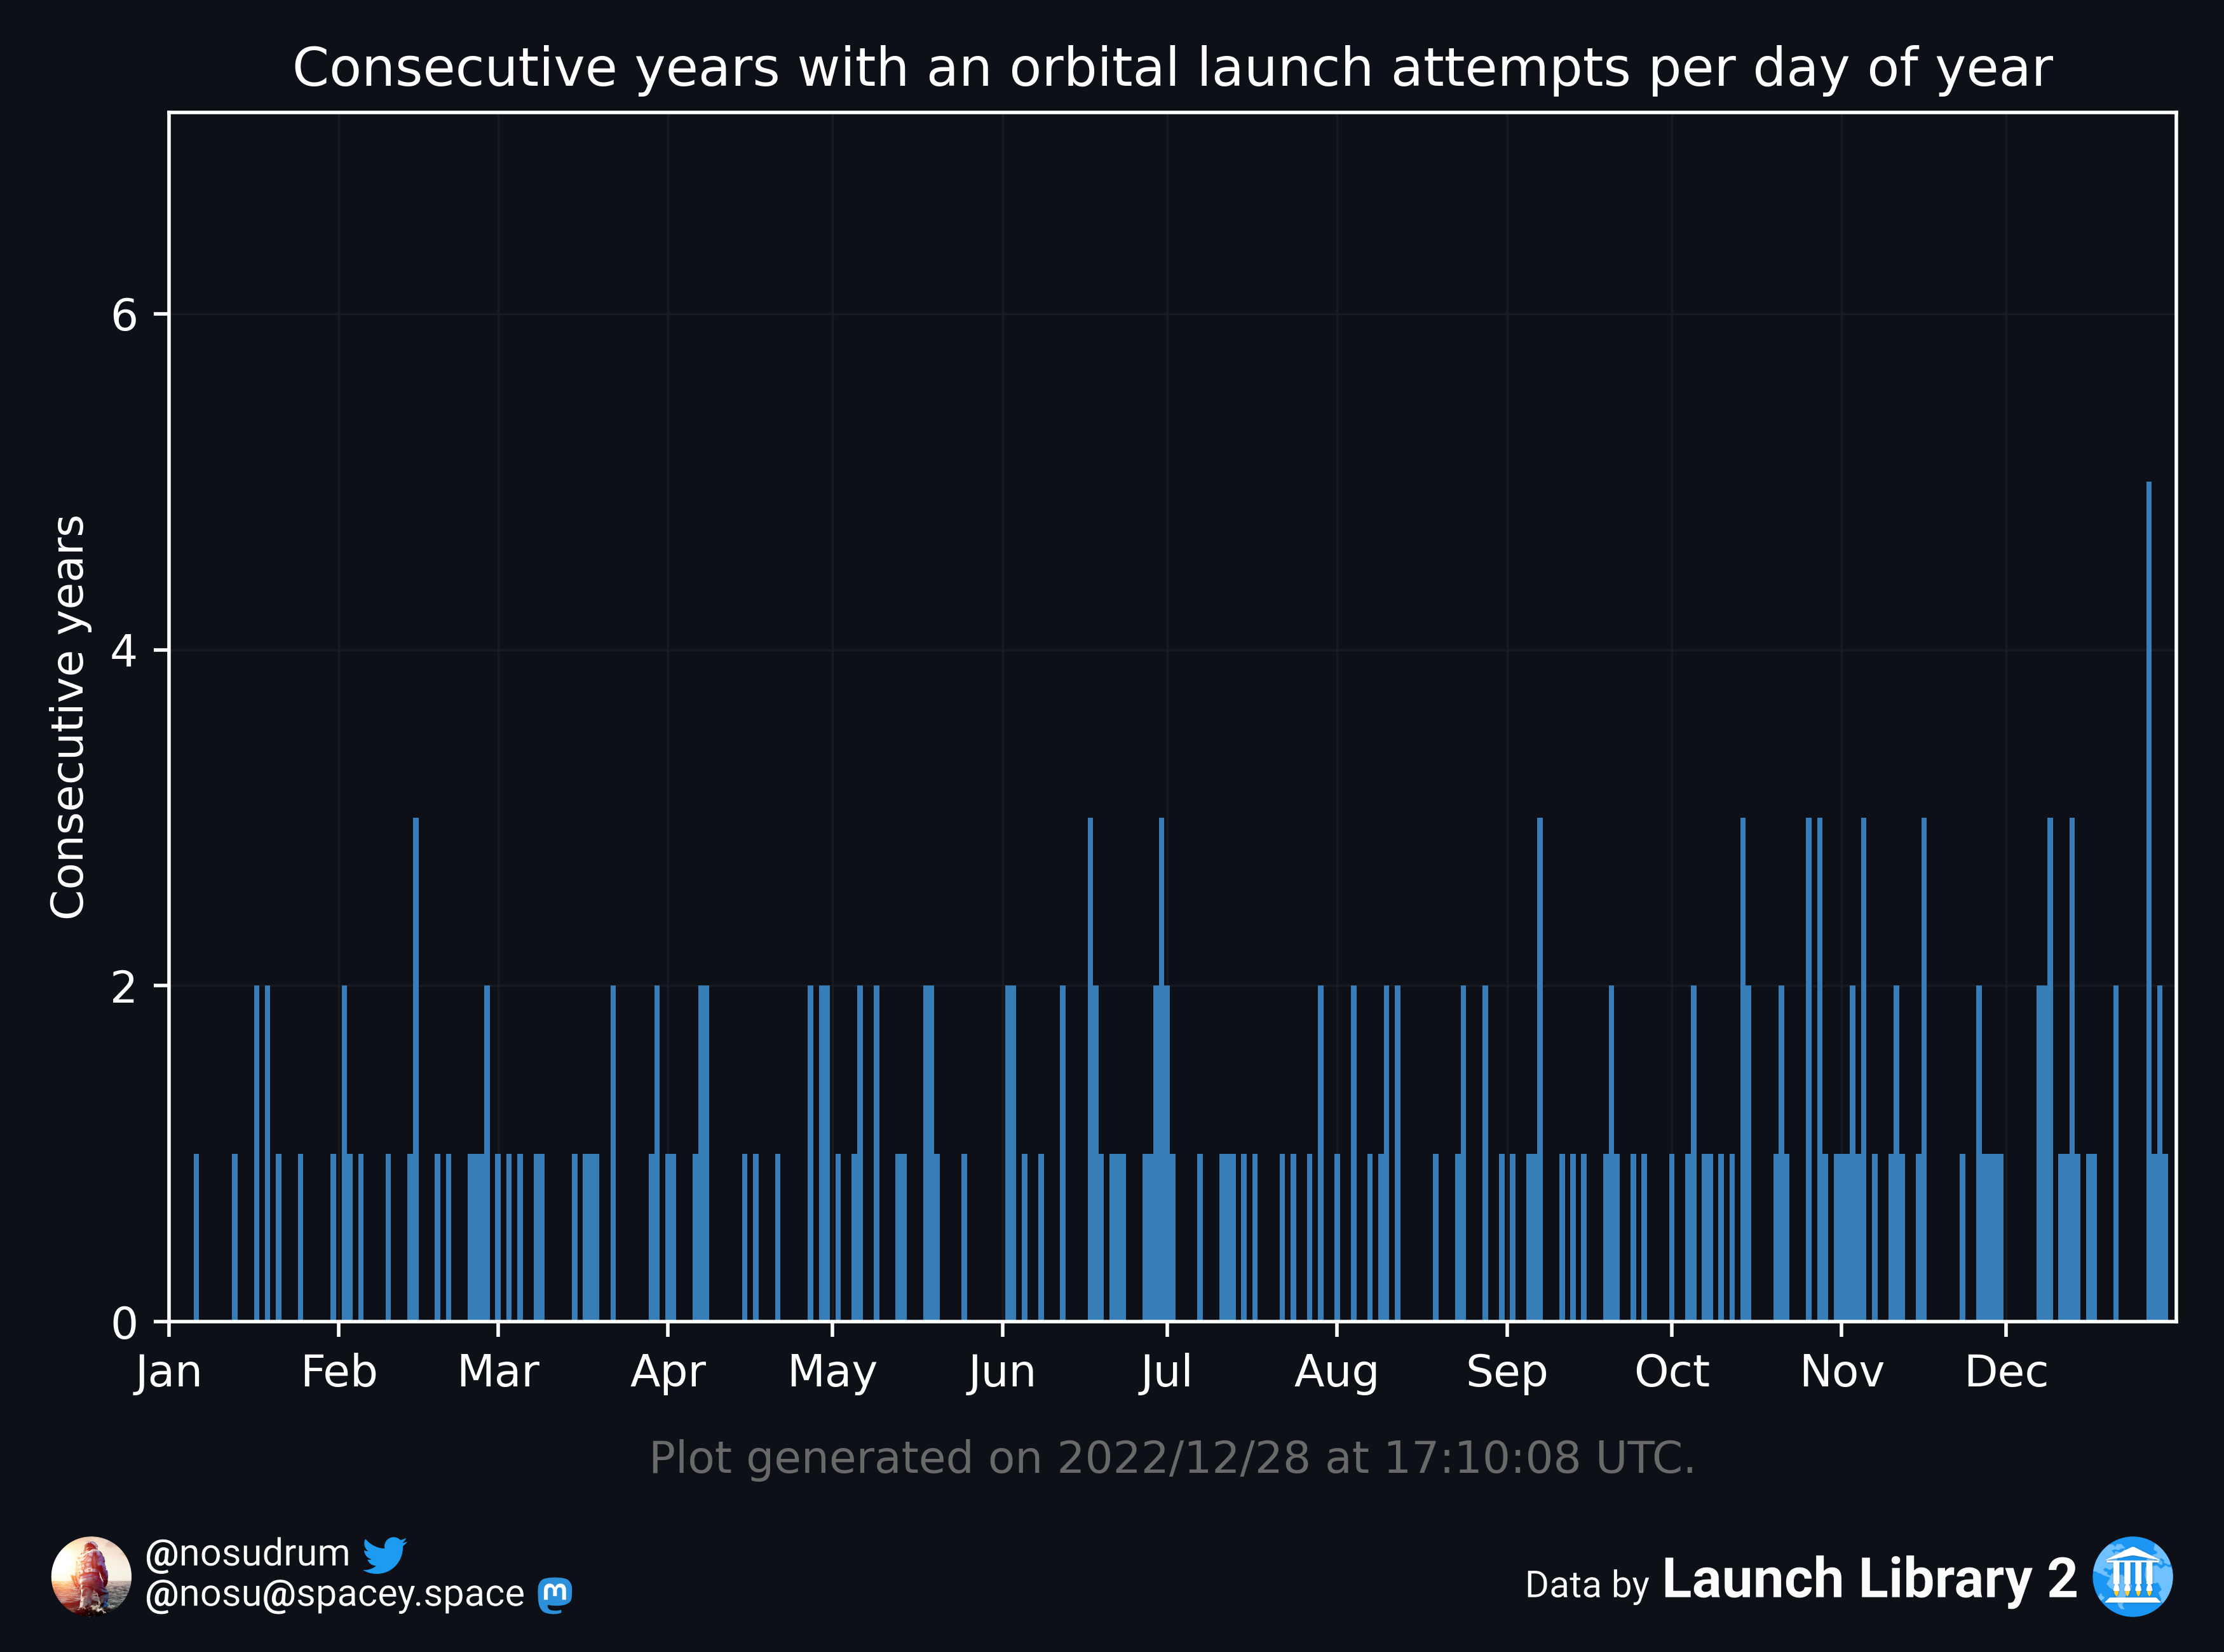 Consecutive years with an orbital launch attempts per day of year
Consecutive years
6
4
2
0
Jan Feb Mar Apr May Jun Jul Aug Sep Oct Nov Dec
Plot generated on 2022/12/28 at 17:10:08 UTC.
@nosudrum
@nosu@spacey.space
Data by Launch Library 2